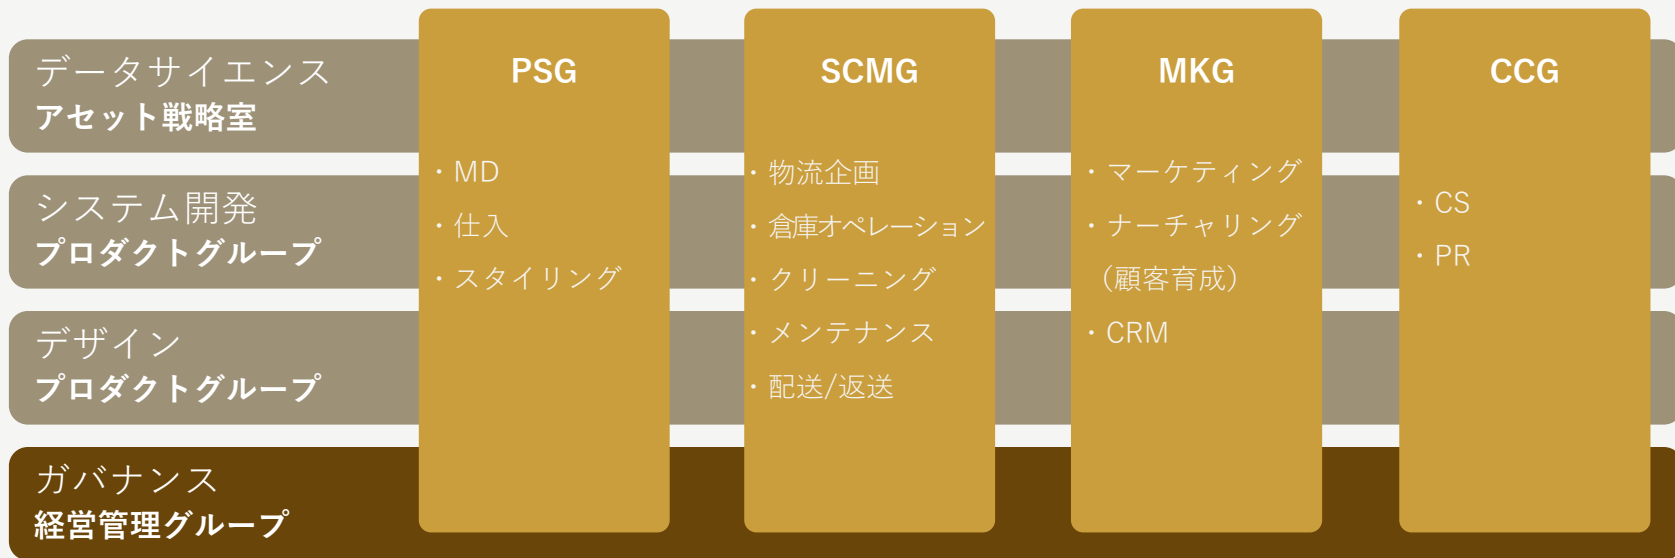 データサイエンス
アセット戦略室
システム開発
プロダクトグループ
デザイン
プロダクトグループ
ガバナンス
経営管理グループ
PSG
・MD
・仕入
・スタイリング
SCMG
・物流企画
・倉庫オペレーション
・クリーニング
・メンテナンス
・配送/返送
MKG
・マーケティング
・ナーチャリング
（顧客育成）
・CRM
CCG
・CS
・PR